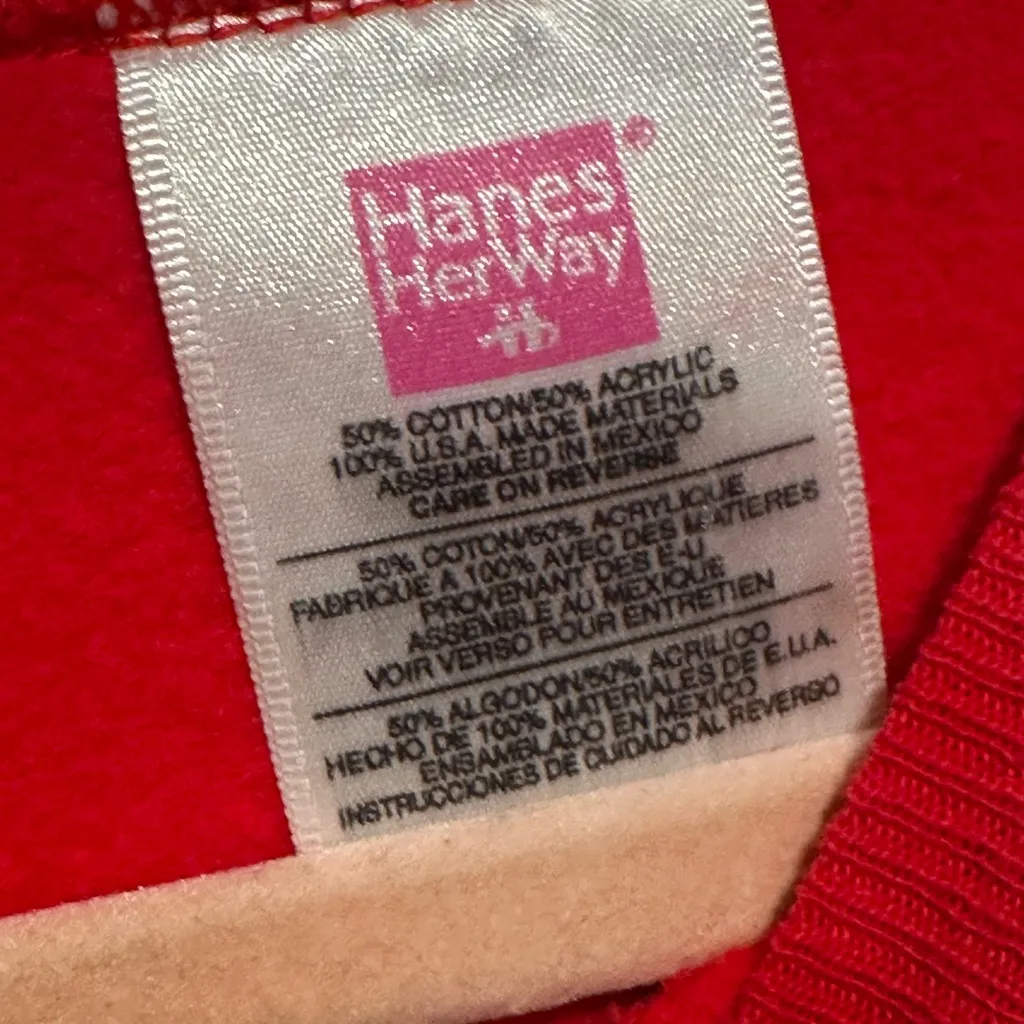 Hanes
HerWay
®
50% COTTON/50% ACRYLIC
100% U.S.A. MADE MATERIALS
ASSEMBLED IN MEXICO
CARE ON REVERSE
50% COTON/50% ACRYLIQUE
FABRIQUE A 100% AVEC DES MATIERES
PROVENANT DES E-U
ASSEMBLE AU MEXIQUE
VOIR VERSO POUR ENTRETIEN
50% ALGODON/50% ACRILICO
HECHO DE 100% MATERIALES DE E.U.A.
ENSAMBLADO EN MEXICO
INSTRUCCIONES DE CUIDADO AL REVERSO